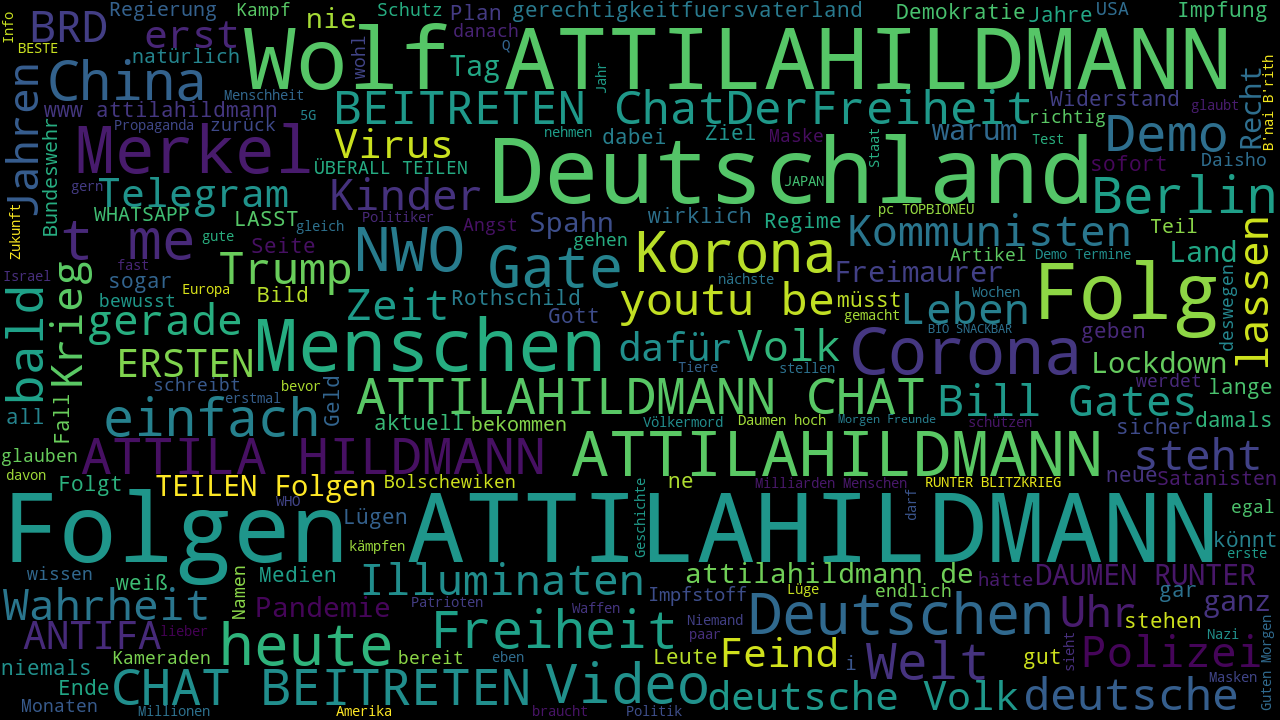 Info
BRD
Regierung
Kampf
nie
Schutz
Plan
gerechtigkeitfuersvaterland
Demokratie
Jahre
USA
Impfung
BESTE
erst
Wolf
wohl
danach
Q
ATTILAHILDMANN
natürlich
Tag
Jahr
China
Menschheit
www attilahildmann
5G
BEITRETEN ChatDerFreiheit
Widerstand
Recht
glaubt
B'nai B'rith
Jahren
Bundeswehr
Propaganda
zurück
Merkel
Virus
nehmen
dabei
Ziel
Maske
Staat
warum
richtig
Test
Demo
ÜBERALL TEILEN
Deutschland
JAPAN
sofort
Daisho
gern
Telegram
Kinder
Berlin
Zukunft
WHATSAPP
LASST
gleich
Politiker
Angst
Spahn
wirklich
Regime
pc TOPBIONEU
t me
gute
Seite
NWO
gehen
Korona
Kommunisten
Teil
Israel
fast
sogar
Trump
Gate
nächste
Freimaurer
Artikel
Demo Termine
Land
lassen
deswegen
bald
Krieg
bewusst
Europa
Bild
Zeit
Rothschild
Gott
youtu be
müsst
gemacht
Leben
Wochen
BIO SNACKBAR
Folg
geben
gerade
ERSTEN
Menschen
dafür
Volk
Corona
Lockdown
Tiere
stellen
schreibt
erstmal
bevor
Geld
ATTILAHILDMANN CHAT
Bill Gates
werdet
lange
all
Fall
einfach
aktuell
bekommen
Völkermord
Daumen hoch
Morgen Freunde
schützen
sicher
damals
glauben
davon
ATTILA HILDMANN
ATTILAHILDMANN
steht
Folgt
TEILEN Folgen
Bolschewiken
ne
Milliarden Menschen
RUNTER BLITZKRIEG
neue
Satanisten
WHO
Folgen
Lügen
kämpfen
ATTILAHILDMANN
Geschichte
darf
egal
könnt
erste
wissen
weiß
Namen
Medien
Illuminaten
attilahildmann de
hätte
DAUMEN RUNTER
Wahrheit
Pandemie
Patrioten
Waffen
Impfstoff
Lüge
endlich
gar
ganz
ANTIFA
lieber
heute
Freiheit
Niemand
paar
Deutschen
Uhr
stehen
Nazi
Guten Morgen
niemals
Kameraden
bereit
eben
Leute
Feind
i
Welt
gut
sieht
Polizei
Masken
Ende
Monaten
CHAT BEITRETEN
Video
deutsche Volk
deutsche
Millionen
Amerika
braucht
Politik